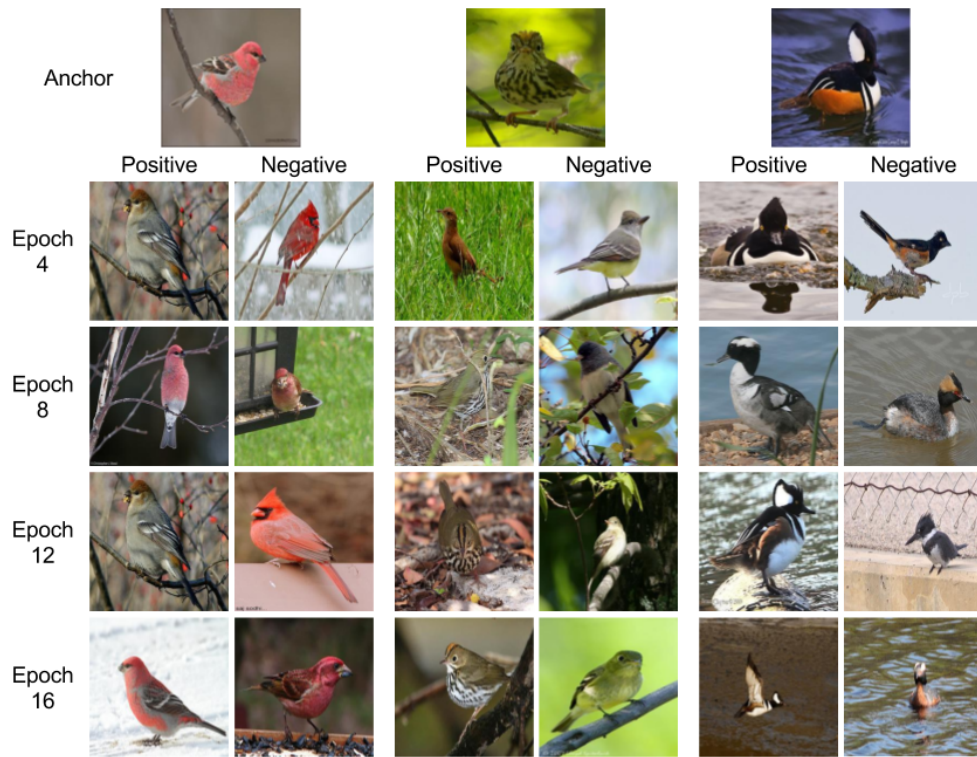 Anchor
Positive Negative Positive Negative Positive Negative
Epoch
4
Epoch
8
Epoch
12
Epoch
16